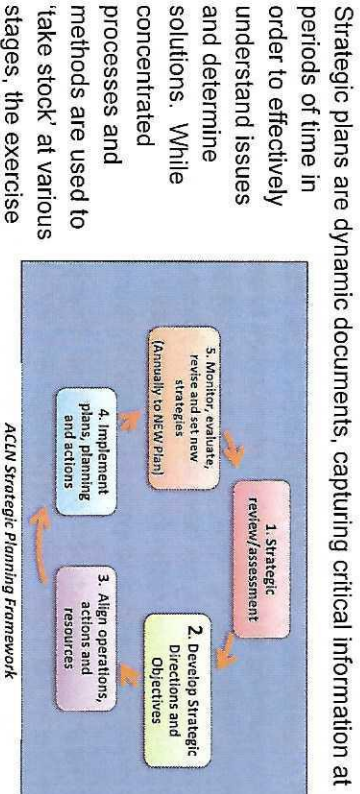 Strategic plans are dynamic documents, capturing critical information at
periods of time in
order to effectively
understand issues
and determine
solutions. While
concentrated
processes and
methods are used to
'take stock' at various
stages, the exercise
1. Strategic
review/assessment
2. Develop Strategic
Directions and
Objectives
3. Align operations,
actions and
resources
4. Implement
plans, planning
and actions
5. Monitor, evaluate,
revise and set new
strategies
(Annually to NEW Plan)
ACLN Strategic Planning Framework